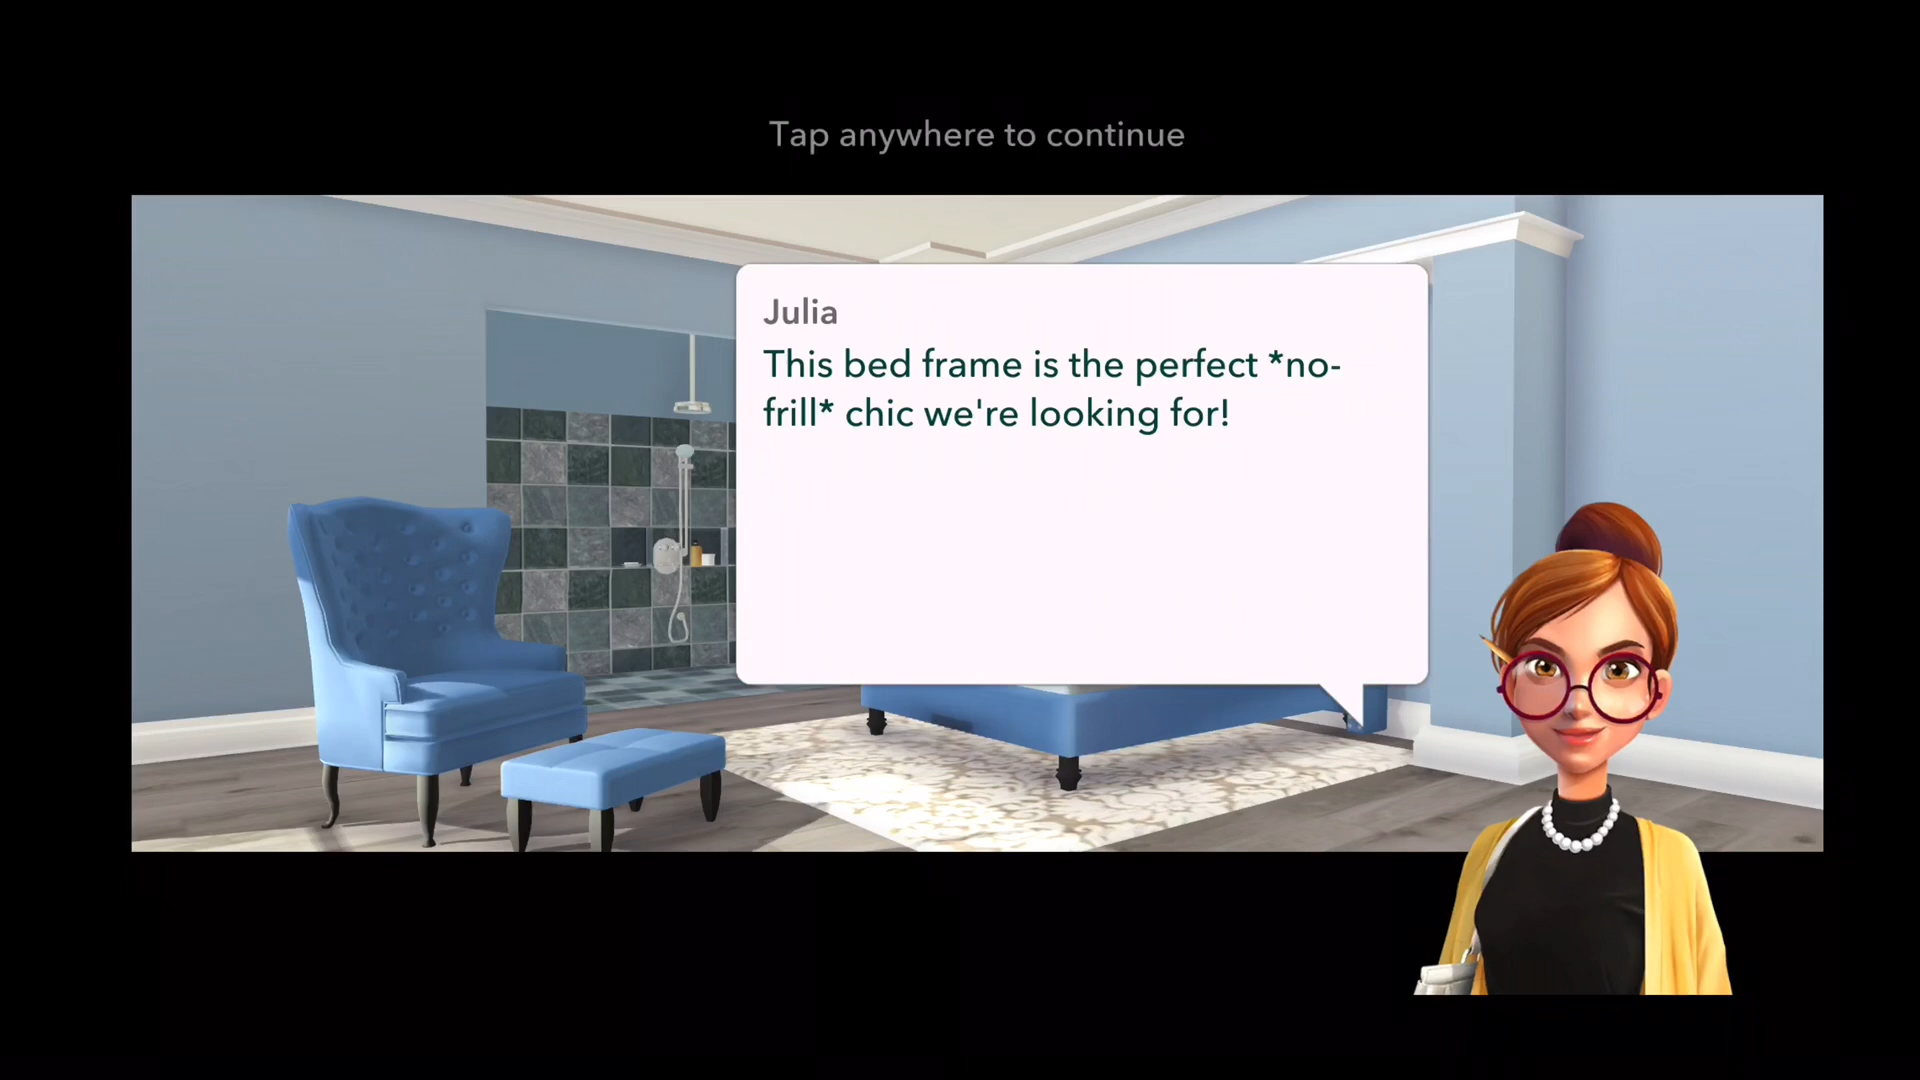 Tap anywhere to continue
Julia
This bed frame is the perfect *no-
frill* chic we're looking for!